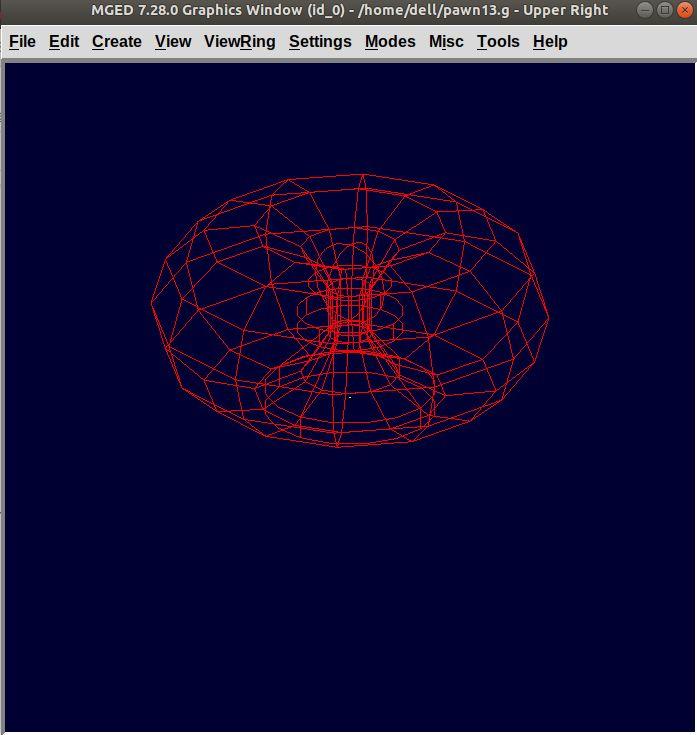 MGED 7.28.0 Graphics Window (id_0) - /home/dell/pawn13.g - Upper Right
File Edit Create View ViewRing Settings Modes Misc Tools Help